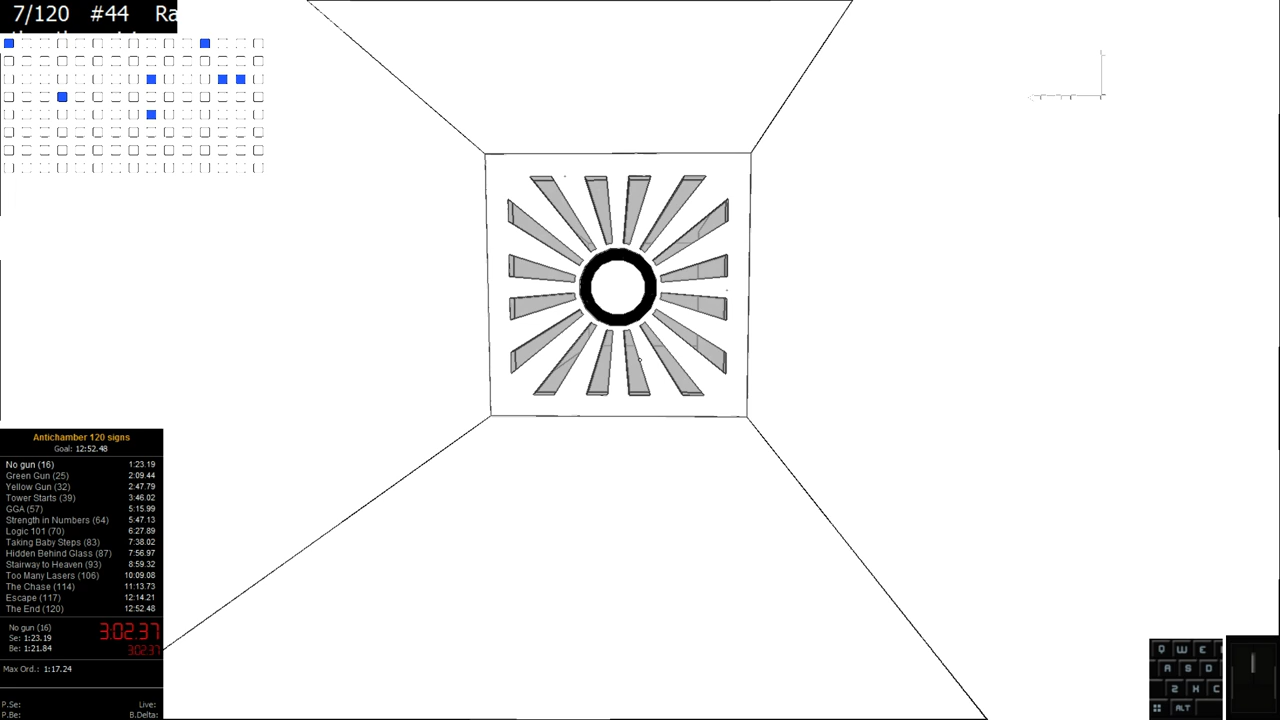 7/120 #44 Ra
Antichamber 120 signs
Goal: 12:52.48
No gun (16) 1:23.19
Green Gun (25) 2:09.44
Yellow Gun (32) 2:47.79
Tower Starts (39) 3:46.02
GGA (57) 5:15.99
Strength in Numbers (64) 5:47.13
Logic 101 (70) 6:27.89
Taking Baby Steps (83) 7:38.02
Hidden Behind Glass (87) 7:56.97
Stairway to Heaven (93) 8:59.32
Too Many Lasers (106) 10:09.08
The Chase (114) 11:13.73
Escape (117) 12:14.21
The End (120) 12:52.48
No gun (16) 3:02.37
Se: 1:23.19
Be: 1:21.84 3:02.37
Max Ord.: 1:17.24
P.Se: Live:
P.Be: B.Delta:
Q W E
A S D
Z X C
ALT